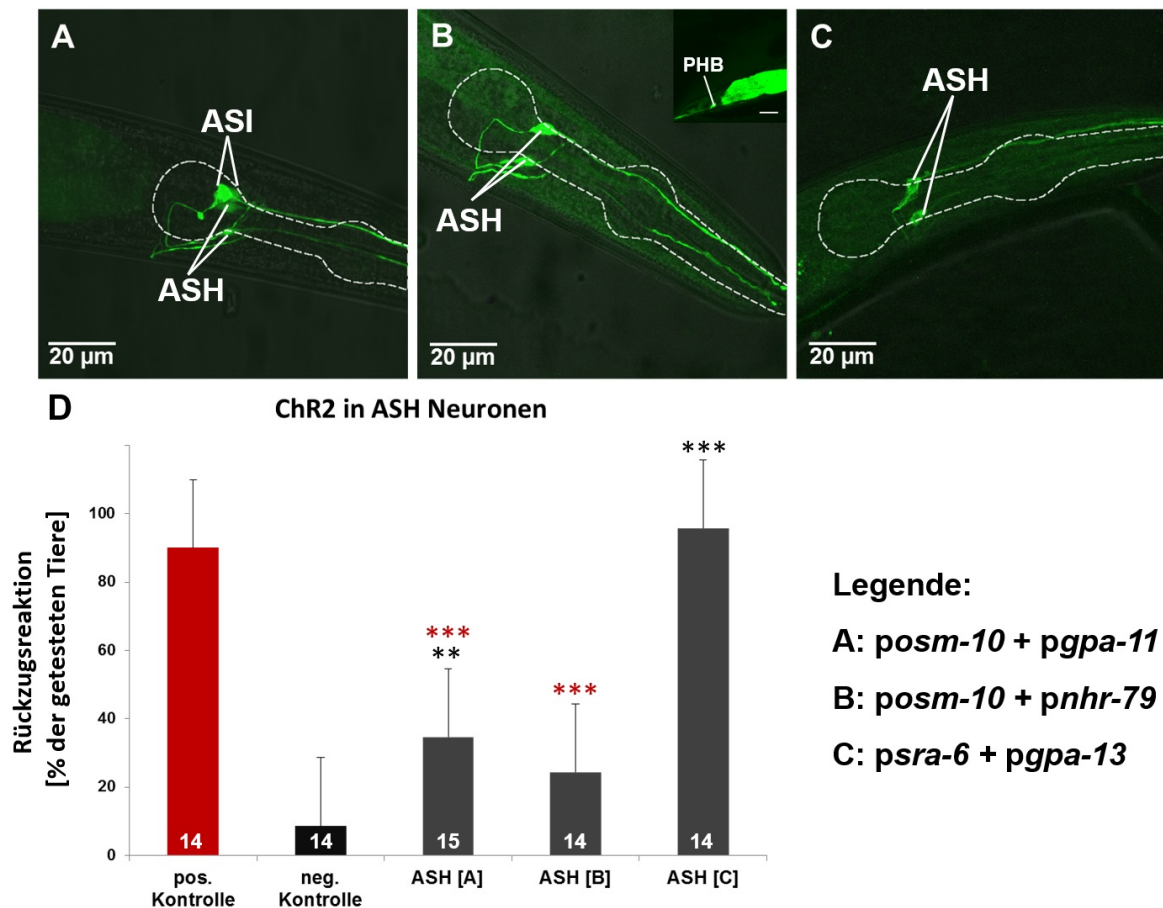 A
ASI
ASH
20 µm
B
PHB
ASH
20 µm
C
ASH
20 µm
D
ChR2 in ASH Neuronen
Rückzugsreaktion
[% der getesteten Tiere]
100
80
60
40
20
0
***
***
**
***
14
14
15
14
14
pos.
Kontrolle
neg.
Kontrolle
ASH [A]
ASH [B]
ASH [C]
Legende:
A: posm-10 + pgpa-11
B: posm-10 + pnhr-79
C: psra-6 + pgpa-13